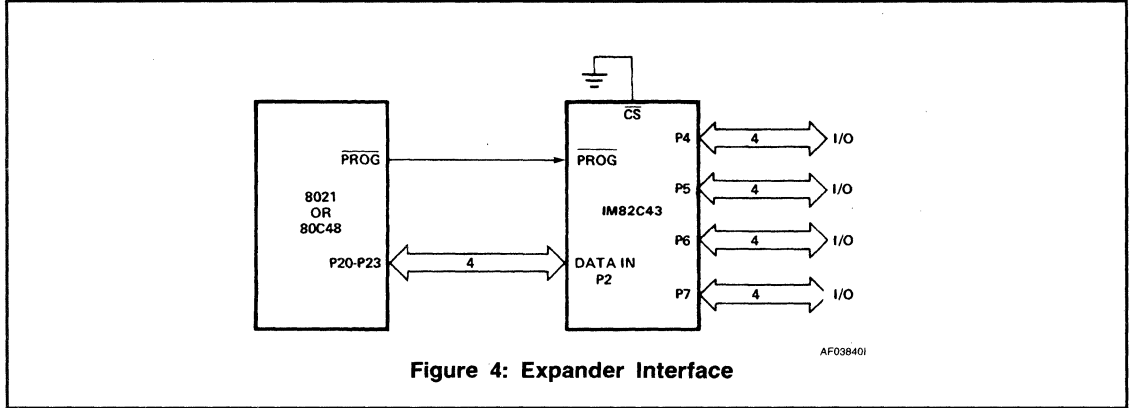 CS
P4 4 I/O
PROG PROG
P5 4 I/O
8021
OR
80C48
IM82C43
P6 4 I/O
P20-P23 4 DATA IN
P2
P7 4 I/O
AF03840I
Figure 4: Expander Interface